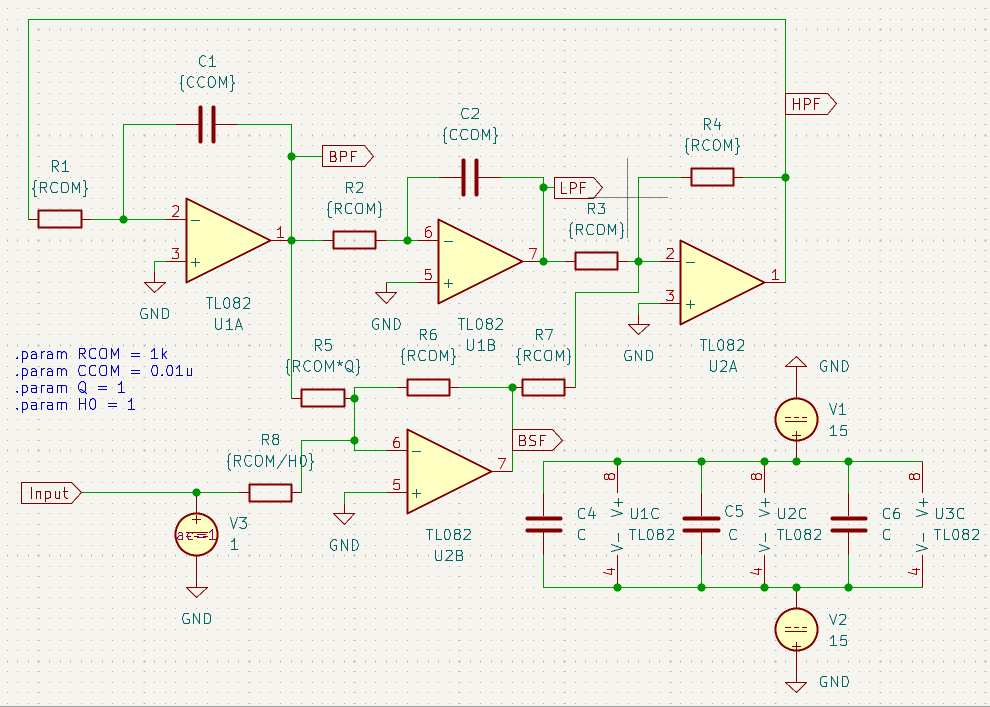 C1
{CCOM}
HPF
C2
{CCOM}
R4
{RCOM}
BPF
R1
{RCOM}
R2
{RCOM}
LPF
R3
{RCOM}
2
3
1
6
5
7
2
3
1
GND
TL082
U1A
GND
TL082
U1B
GND
TL082
U2A
.param RCOM = 1k
.param CCOM = 0.01u
.param Q = 1
.param H0 = 1
R5
{RCOM*Q}
R6
{RCOM}
R7
{RCOM}
GND
V1
15
R8
{RCOM/H0}
6
5
7
BSF
Input
V3
1
ac=1
GND
TL082
U2B
GND
C4
C
8
V+
V-
4
U1C
TL082
C5
C
8
V+
V-
4
U2C
TL082
C6
C
8
V+
V-
4
U3C
TL082
V2
15
GND